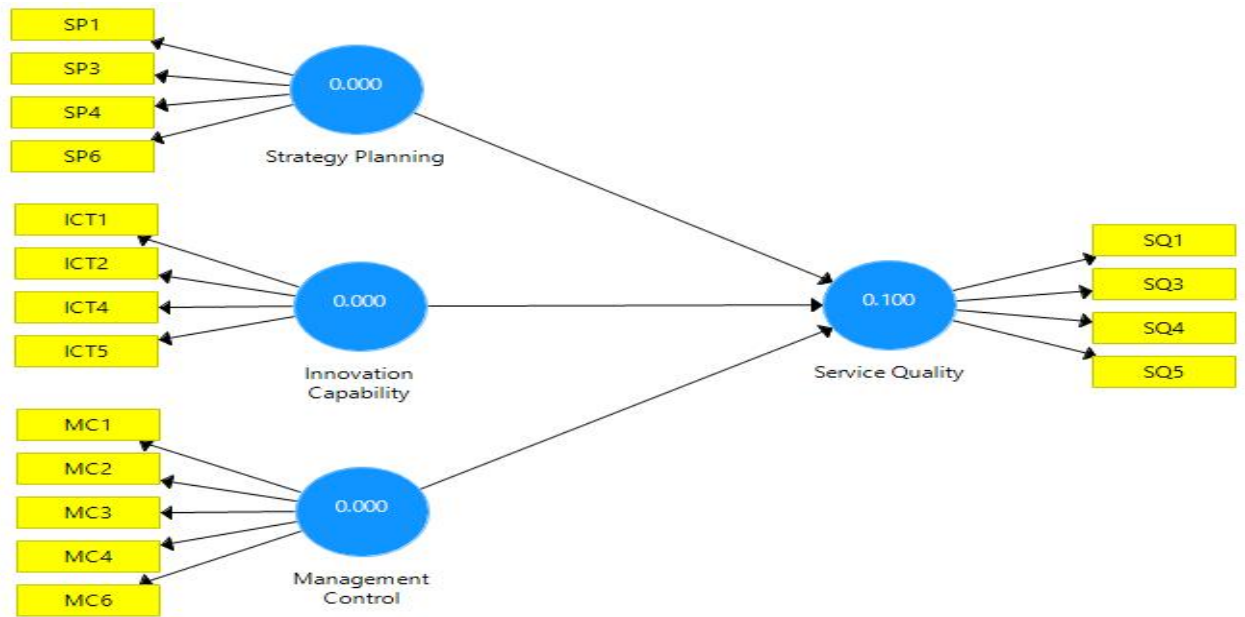 SP1
SP3
SP4
SP6
0.000
Strategy Planning
ICT1
ICT2
ICT4
ICT5
0.000
Innovation
Capability
MC1
MC2
MC3
MC4
MC6
0.000
Management
Control
0.100
Service Quality
SQ1
SQ3
SQ4
SQ5